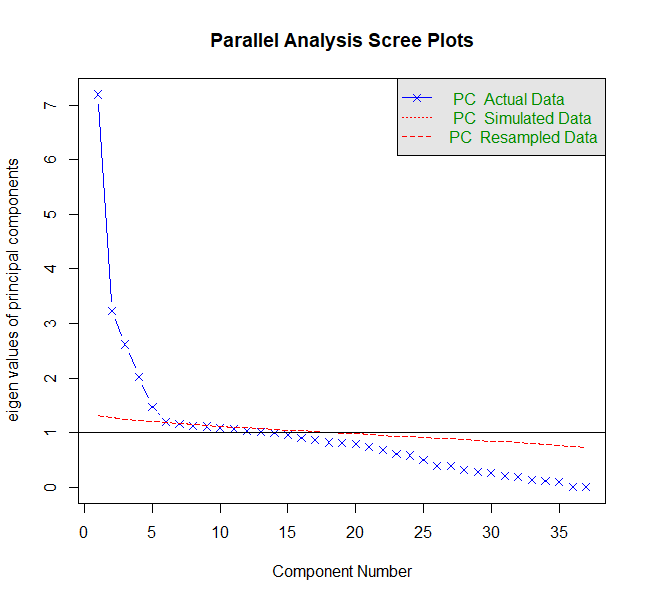 Parallel Analysis Scree Plots
PC Actual Data
PC Simulated Data
PC Resampled Data
eigen values of principal components
7
6
5
4
3
2
1
0
0 5 10 15 20 25 30 35
Component Number